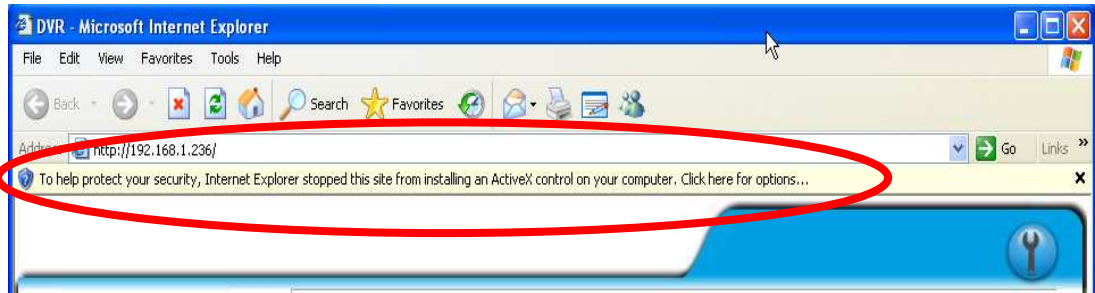 DVR - Microsoft Internet Explorer
File Edit View Favorites Tools Help
Back Search Favorites
Address http://192.168.1.236/ Go Links »
To help protect your security, Internet Explorer stopped this site from installing an ActiveX control on your computer. Click here for options...